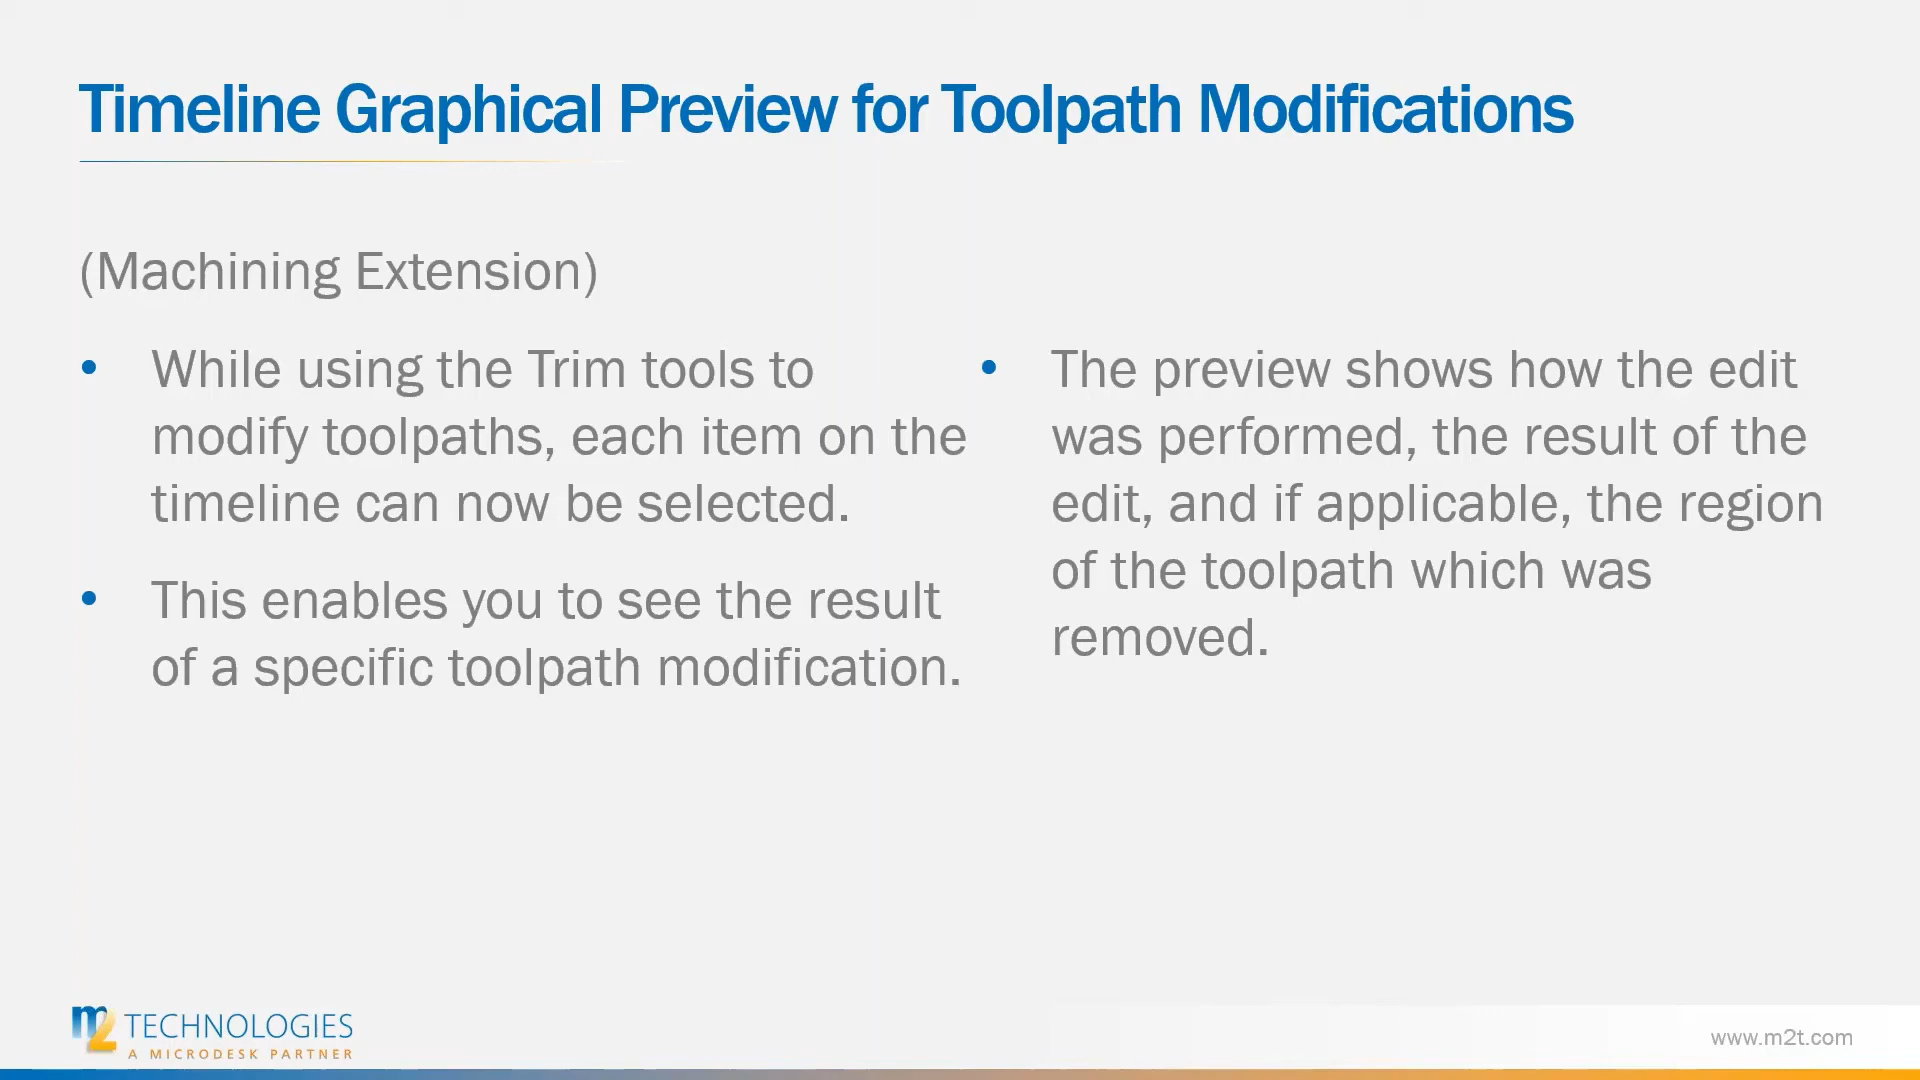 Timeline Graphical Preview for Toolpath Modifications
(Machining Extension)
• While using the Trim tools to
modify toolpaths, each item on the
timeline can now be selected.
• This enables you to see the result
of a specific toolpath modification.
• The preview shows how the edit
was performed, the result of the
edit, and if applicable, the region
of the toolpath which was
removed.
m2 TECHNOLOGIES
A MICRODESK PARTNER
www.m2t.com